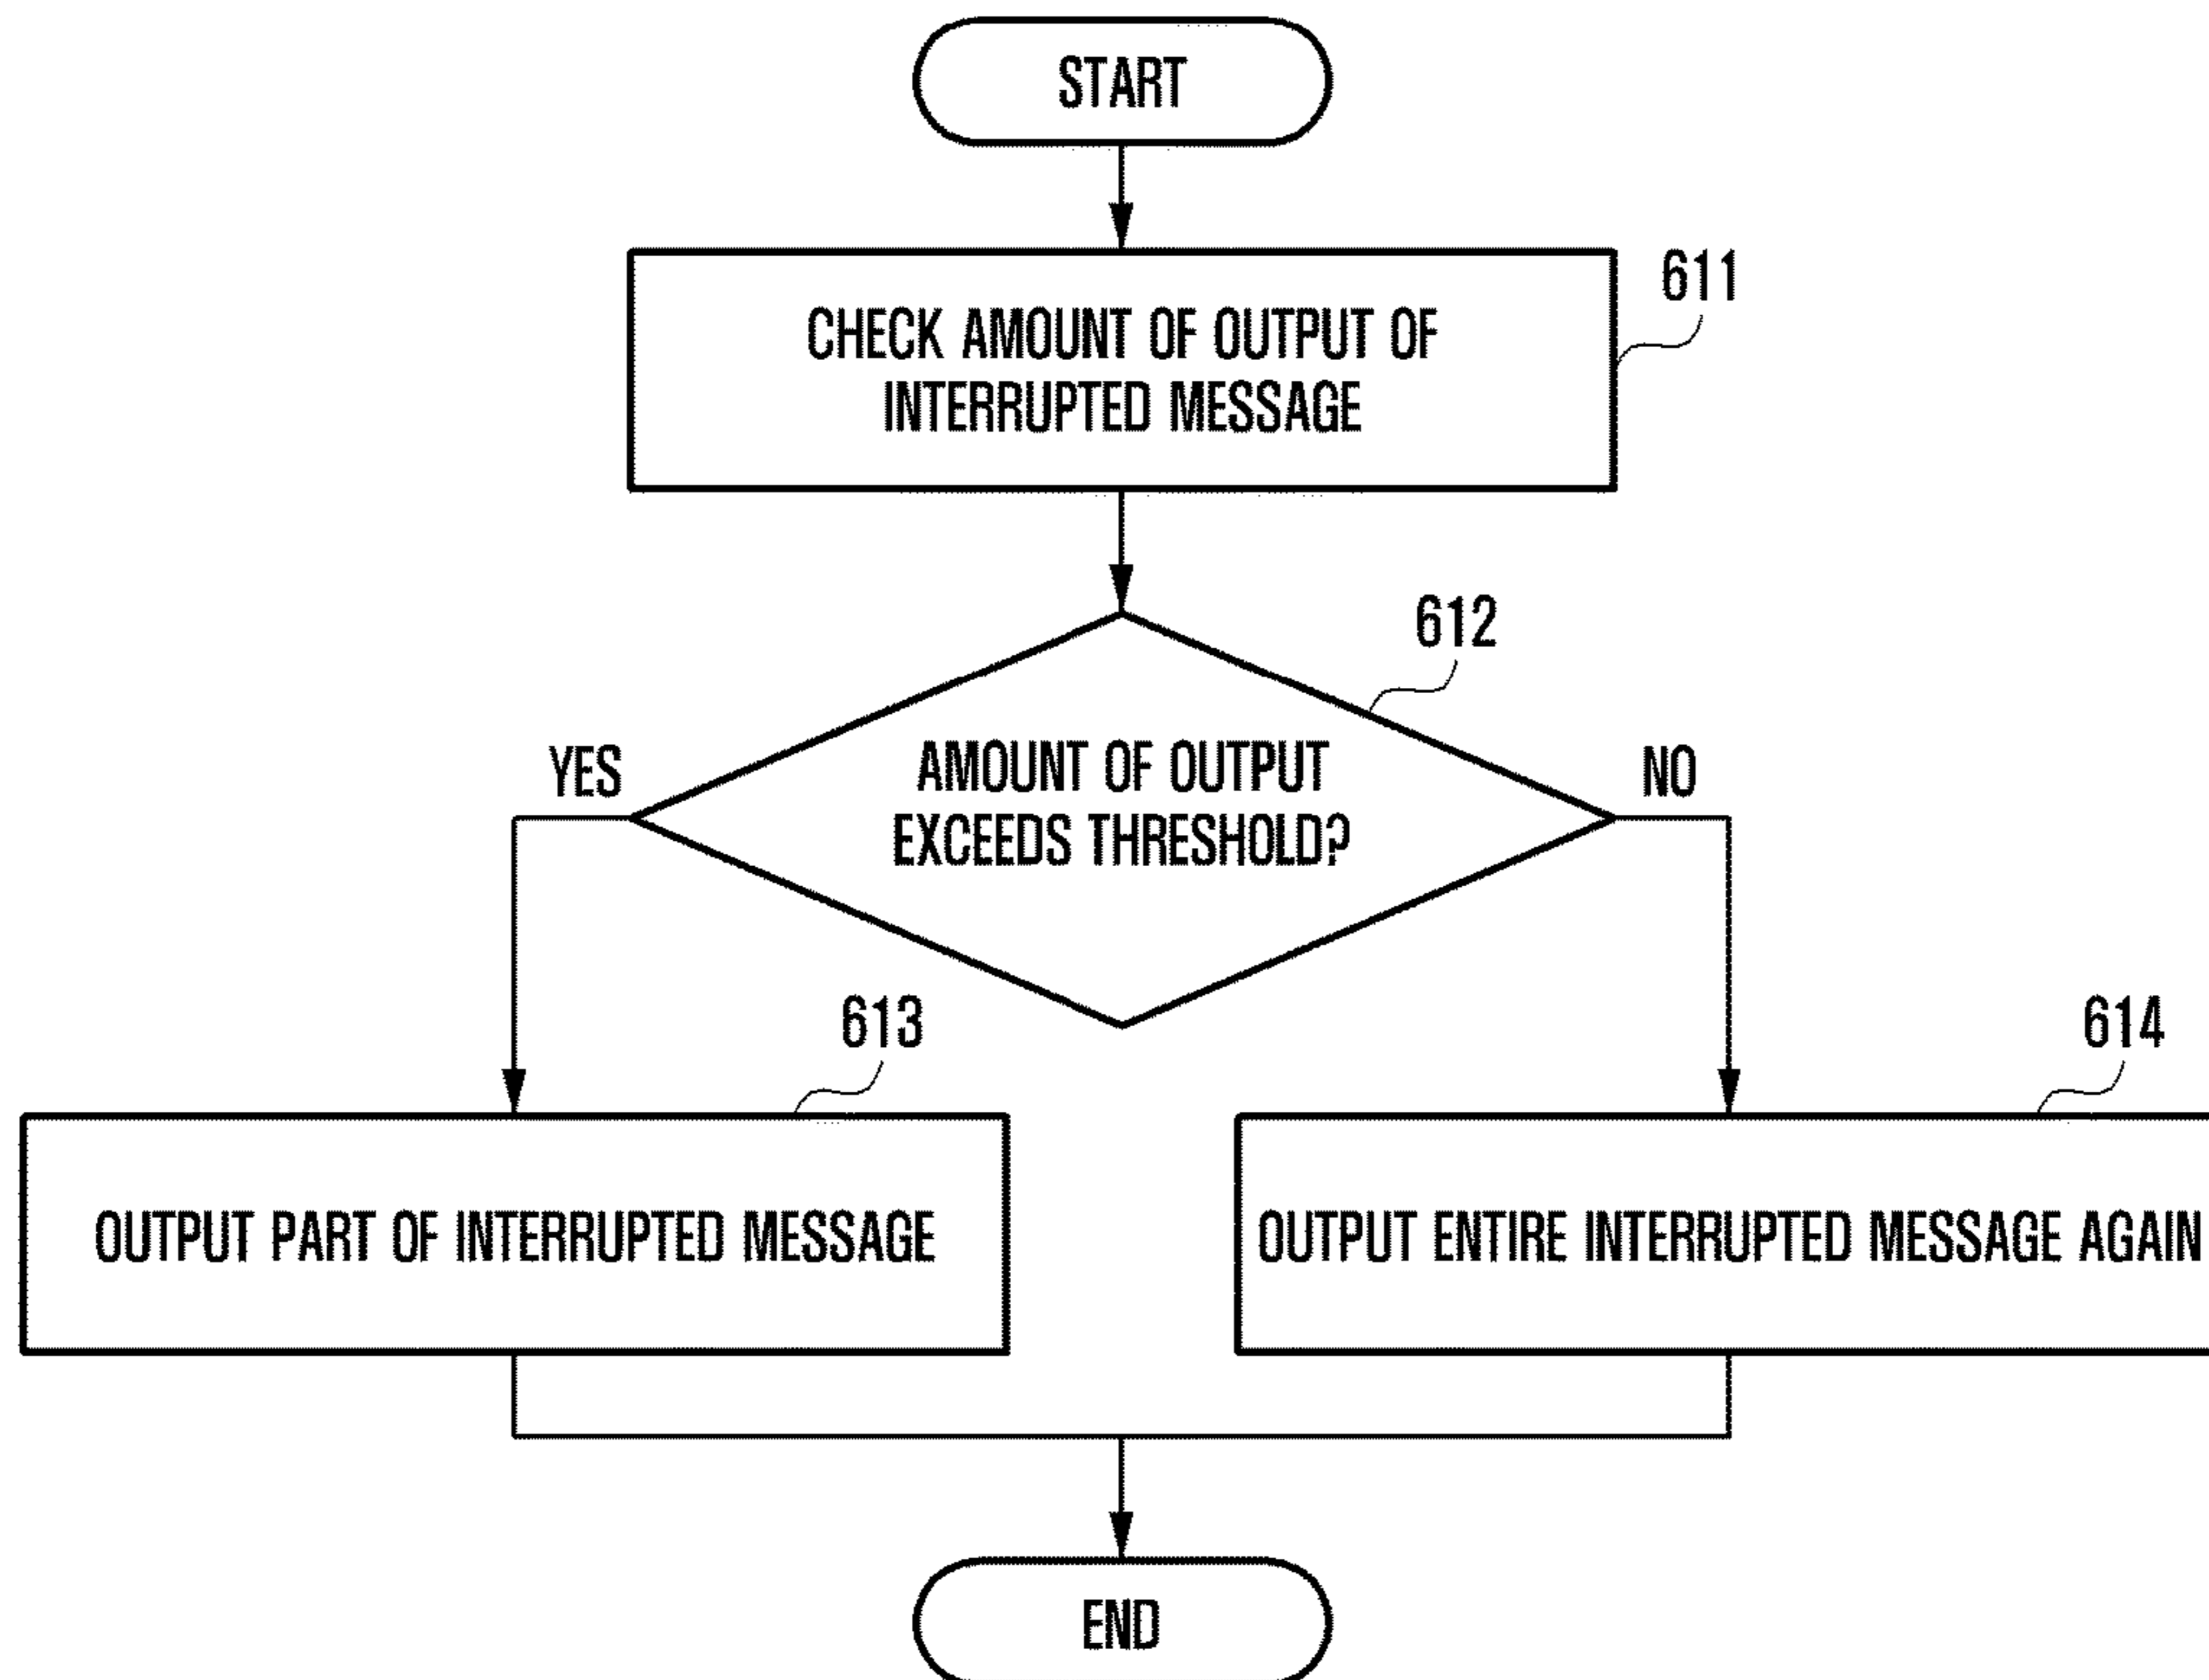 START
611
CHECK AMOUNT OF OUTPUT OF
INTERRUPTED MESSAGE
612
YES
AMOUNT OF OUTPUT
EXCEEDS THRESHOLD?
NO
613
614
OUTPUT PART OF INTERRUPTED MESSAGE
OUTPUT ENTIRE INTERRUPTED MESSAGE AGAIN
END